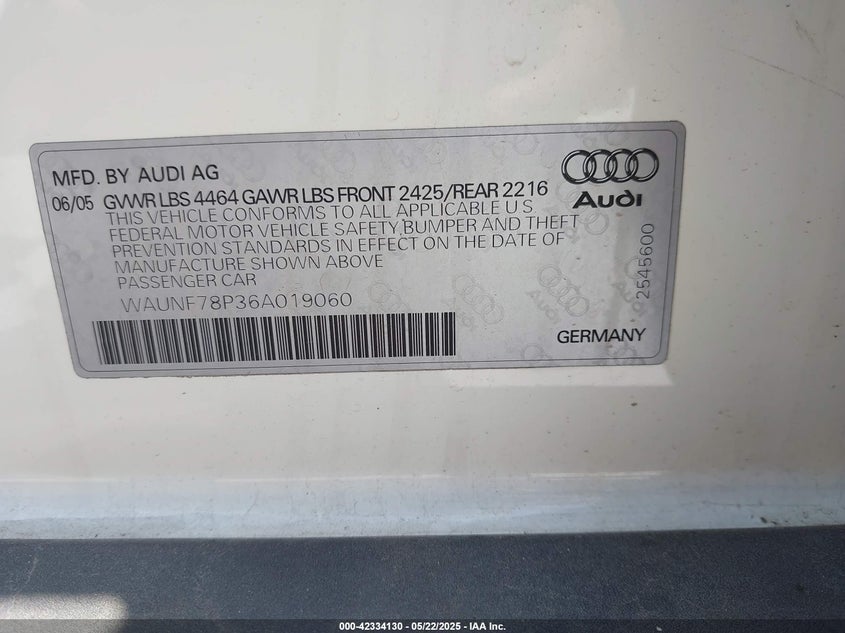 MFD. BY AUDI AG
06/05 GVWR LBS 4464 GAWR LBS FRONT 2425/REAR 2216
THIS VEHICLE CONFORMS TO ALL APPLICABLE U S
FEDERAL MOTOR VEHICLE SAFETY BUMPER AND THEFT
PREVENTION STANDARDS IN EFFECT ON THE DATE OF
MANUFACTURE SHOWN ABOVE
PASSENGER CAR
WAUNF78P36A019060
Audi
2545600
GERMANY
000-42334130 - 05/22/2025 - IAA Inc.